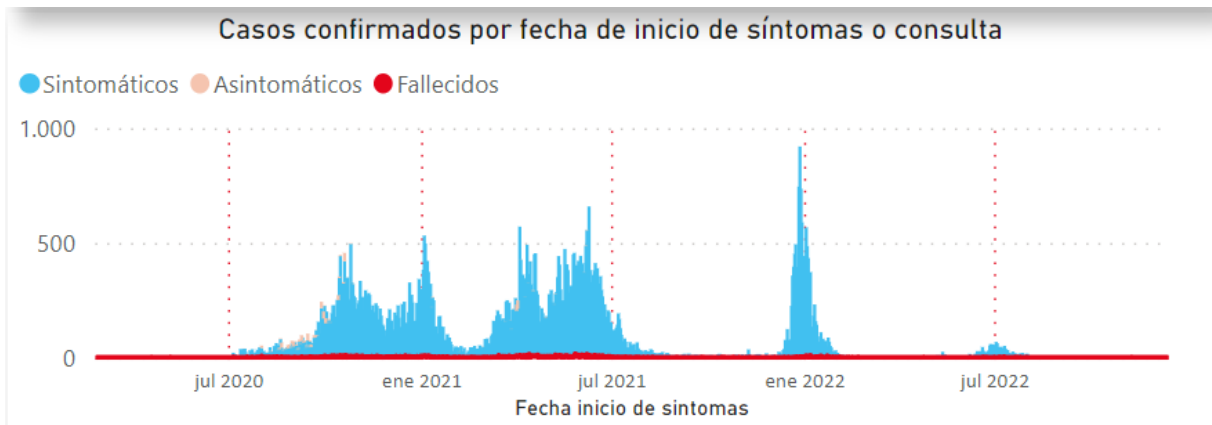 Casos confirmados por fecha de inicio de síntomas o consulta
Sintomáticos Asintomáticos Fallecidos
1.000
500
0
jul 2020 ene 2021 jul 2021 ene 2022 jul 2022
Fecha inicio de sintomas